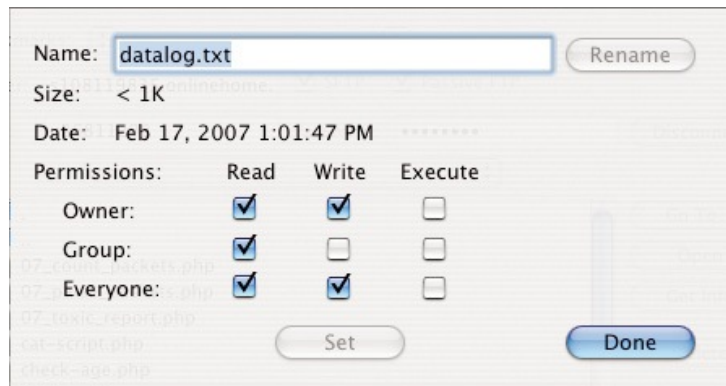 Name: datalog.txt Rename
Size: < 1K
Date: Feb 17, 2007 1:01:47 PM
Permissions: Read Write Execute
Owner:
Group:
07_count_packets.php
Everyone:
07_toxic_report.php
Set Done
cat-script.php
check-age.php